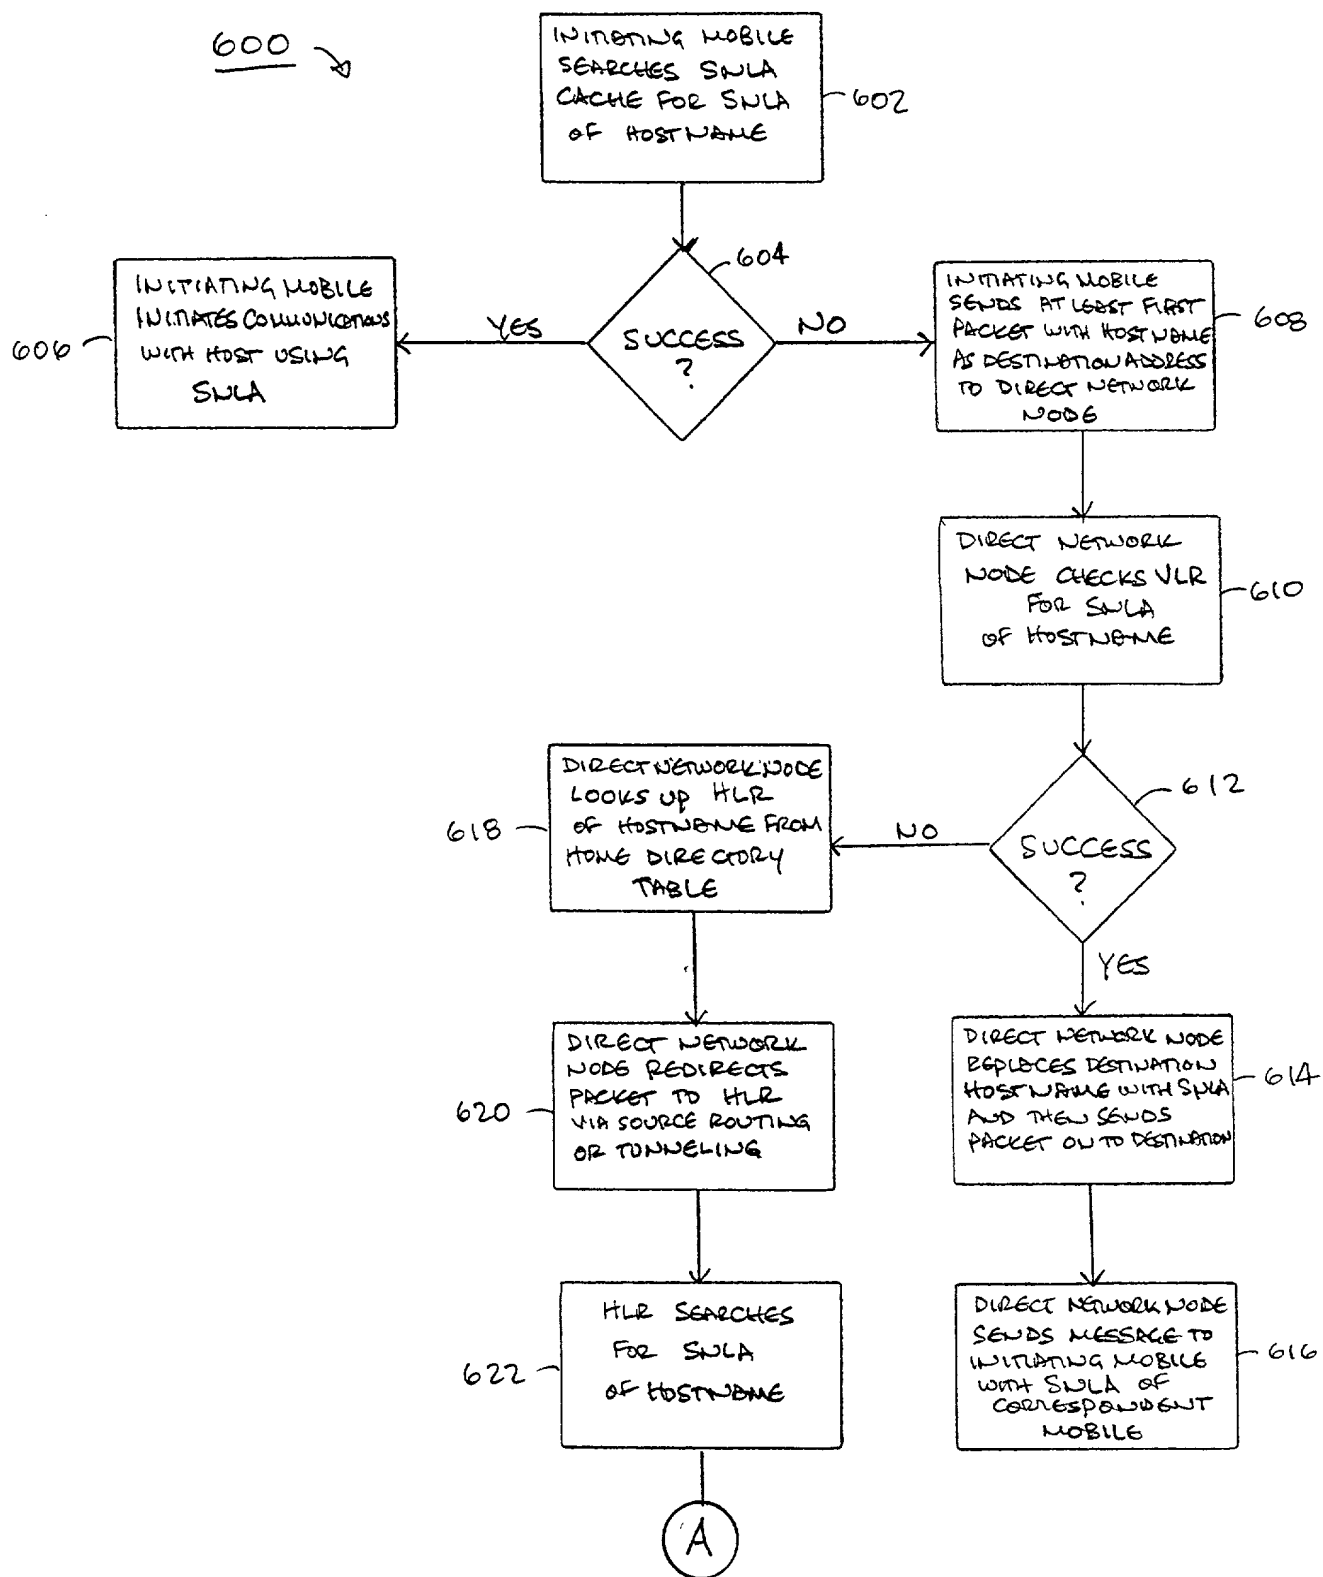 600
INITIATING MOBILE
SEARCHES SNLA
CACHE FOR SNLA
OF HOSTNAME
602
604
SUCCESS
?
YES
NO
INITIATING MOBILE
INITIATES COMMUNICATIONS
WITH HOST USING
SNLA
606
INITIATING MOBILE
SENDS AT LEAST FIRST
PACKET WITH HOSTNAME
AS DESTINATION ADDRESS
TO DIRECT NETWORK
NODE
608
DIRECT NETWORK
NODE CHECKS VLR
FOR SNLA
OF HOSTNAME
610
612
SUCCESS
?
NO
YES
DIRECT NETWORK NODE
LOOKS UP HLR
OF HOSTNAME FROM
HOME DIRECTORY
TABLE
618
DIRECT NETWORK NODE
REPLACES DESTINATION
HOSTNAME WITH SNLA
AND THEN SENDS
PACKET ON TO DESTINATION
614
DIRECT NETWORK
NODE REDIRECTS
PACKET TO HLR
VIA SOURCE ROUTING
OR TUNNELING
620
DIRECT NETWORK NODE
SENDS MESSAGE TO
INITIATING MOBILE
WITH SNLA OF
CORRESPONDENT
MOBILE
616
HLR SEARCHES
FOR SNLA
OF HOSTNAME
622
A